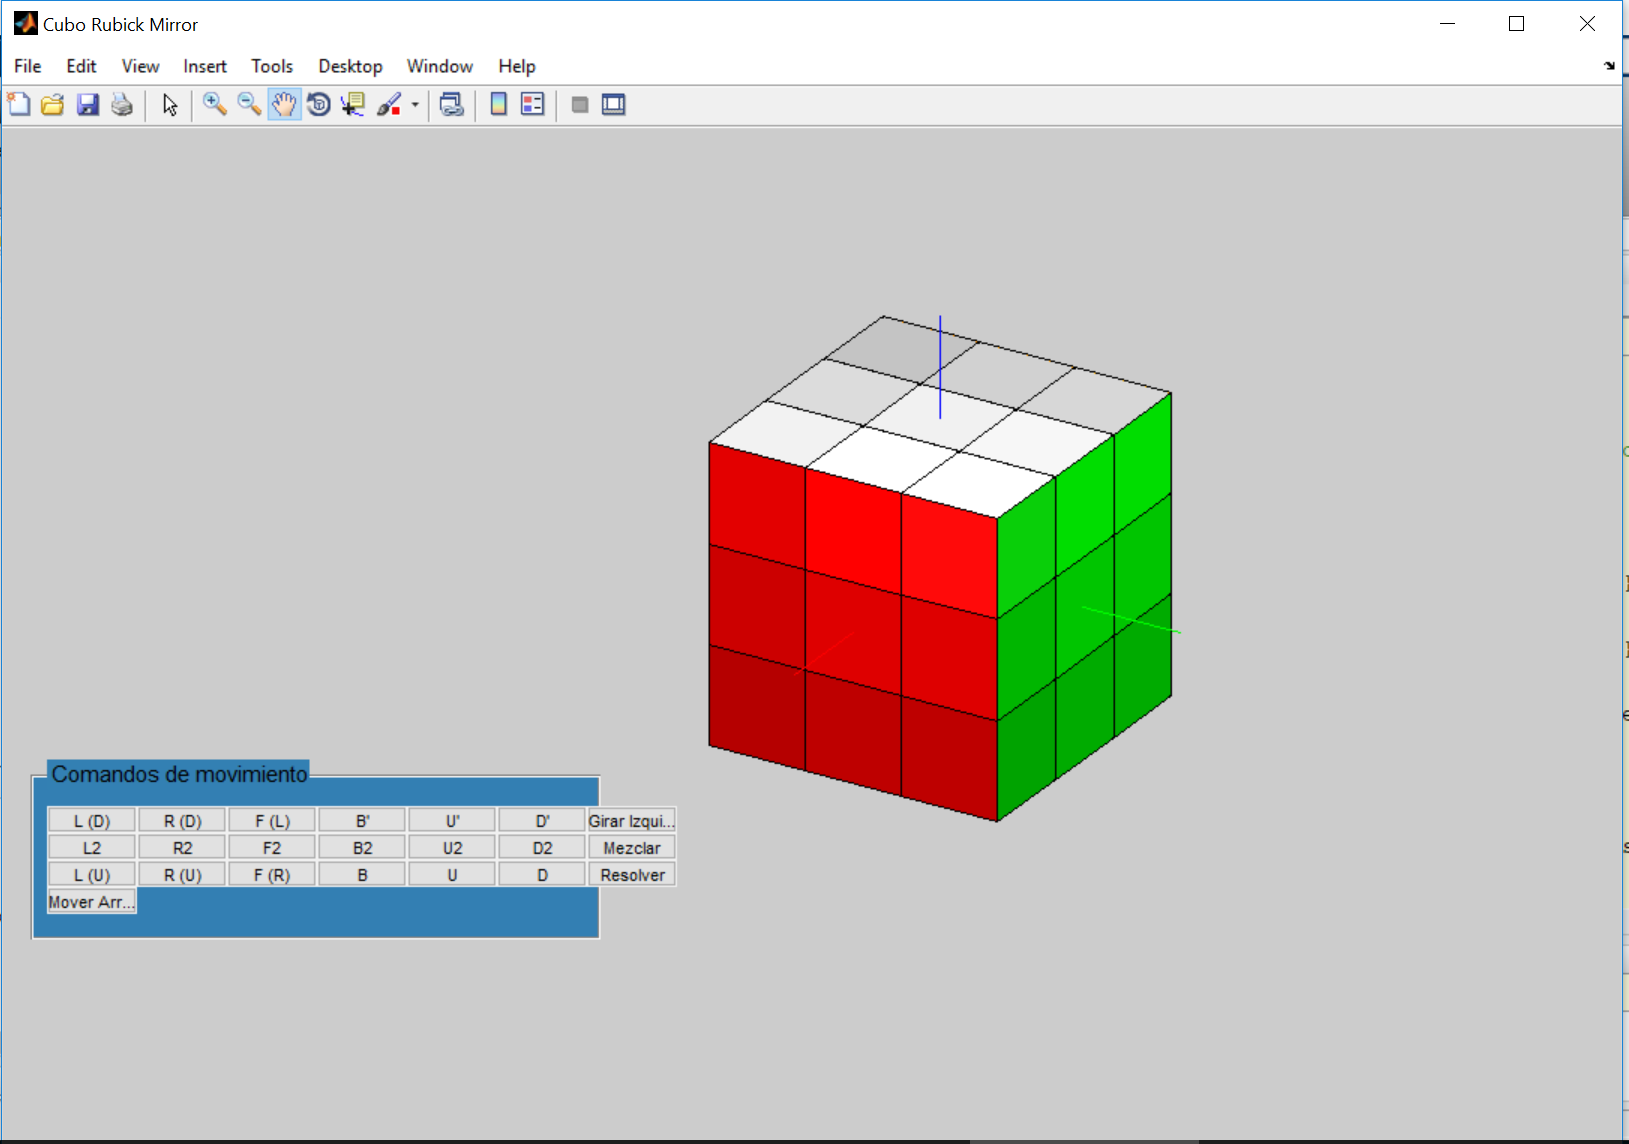 Cubo Rubick Mirror
File Edit View Insert Tools Desktop Window Help
Comandos de movimiento
L (D) R (D) F (L) B' U' D' Girar Izqui...
L2 R2 F2 B2 U2 D2 Mezclar
L (U) R (U) F (R) B U D Resolver
Mover Arr...